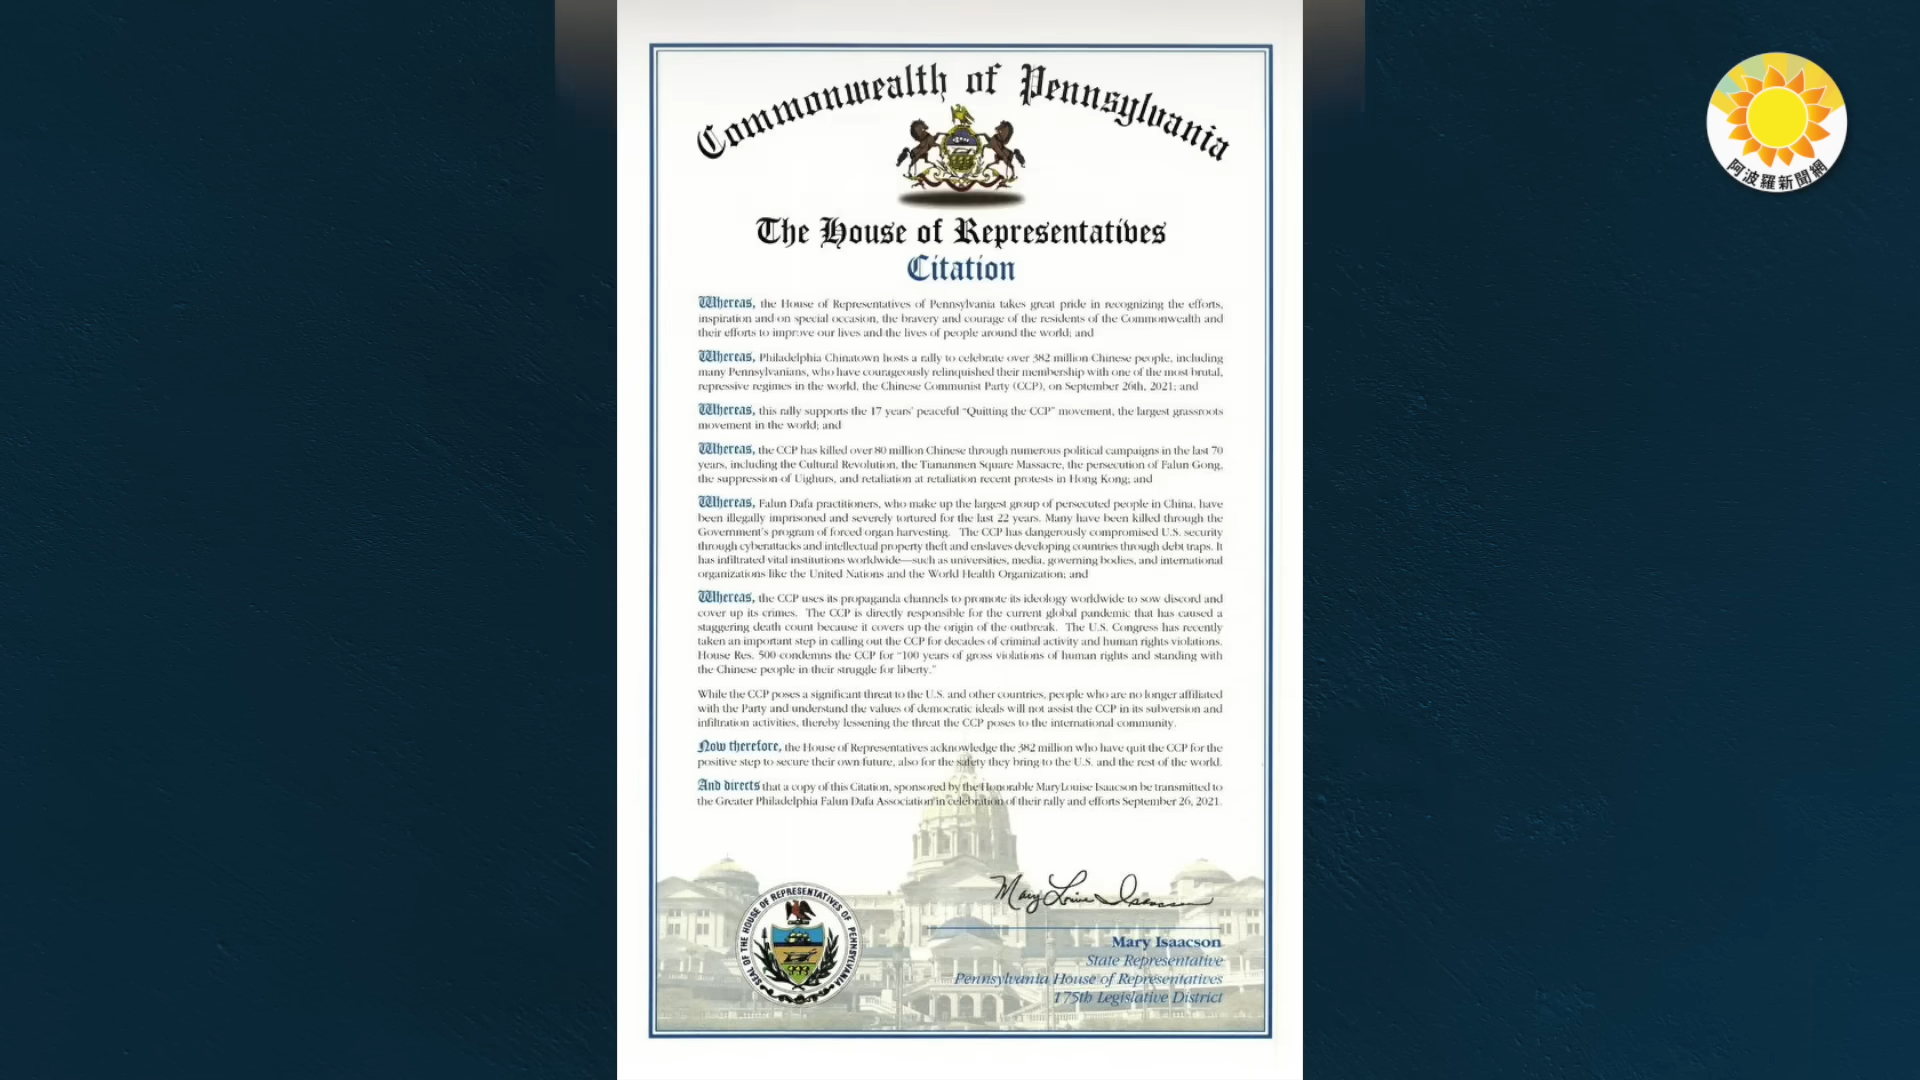 Commonwealth of Pennsylvania
阿波羅新聞網
The House of Representatives
Citation
Whereas, the House of Representatives of Pennsylvania takes great pride in recognizing the efforts,
inspiration and on special occasion, the bravery and courage of the residents of the Commonwealth and
their efforts to improve our lives and the lives of people around the world; and
Whereas, Philadelphia Chinatown hosts a rally to celebrate over 382 million Chinese people, including
many Pennsylvanians, who have courageously relinquished their membership with one of the most brutal,
repressive regimes in the world, the Chinese Communist Party (CCP), on September 26th, 2021; and
Whereas, this rally supports the 17 years' peaceful "Quitting the CCP" movement, the largest grassroots
movement in the world; and
Whereas, the CCP has killed over 80 million Chinese through numerous political campaigns in the last 70
years, including the Cultural Revolution, the Tiananmen Square Massacre, the persecution of Falun Gong,
the suppression of Uighurs, and retaliation at retaliation recent protests in Hong Kong; and
Whereas, Falun Dafa practitioners, who make up the largest group of persecuted people in China, have
been illegally imprisoned and severely tortured for the last 22 years. Many have been killed through the
Government's program of forced organ harvesting. The CCP has dangerously compromised U.S. security
through cyberattacks and intellectual property theft and enslaves developing countries through debt traps. It
has infiltrated vital institutions worldwide—such as universities, media, governing bodies, and international
organizations like the United Nations and the World Health Organization; and
Whereas, the CCP uses its propaganda channels to promote its ideology worldwide to sow discord and
cover up its crimes. The CCP is directly responsible for the current global pandemic that has caused a
staggering death count because it covers up the origin of the outbreak. The U.S. Congress has recently
taken an important step in calling out the CCP for decades of criminal activity and human rights violations.
House Res. 500 condemns the CCP for "100 years of gross violations of human rights and standing with
the Chinese people in their struggle for liberty."
While the CCP poses a significant threat to the U.S. and other countries, people who are no longer affiliated
with the Party and understand the values of democratic ideals will not assist the CCP in its subversion and
infiltration activities, thereby lessening the threat the CCP poses to the international community.
Now therefore, the House of Representatives acknowledge the 382 million who have quit the CCP for the
positive step to secure their own future, also for the safety they bring to the U.S. and the rest of the world.
And directs that a copy of this Citation, sponsored by the Honorable MaryLouise Isaacson be transmitted to
the Greater Philadelphia Falun Dafa Association in celebration of their rally and efforts September 26, 2021.
Mary Louise Isaacson
SEAL OF THE HOUSE OF REPRESENTATIVES OF PENNSYLVANIA
Mary Isaacson
State Representative
Pennsylvania House of Representatives
175th Legislative District